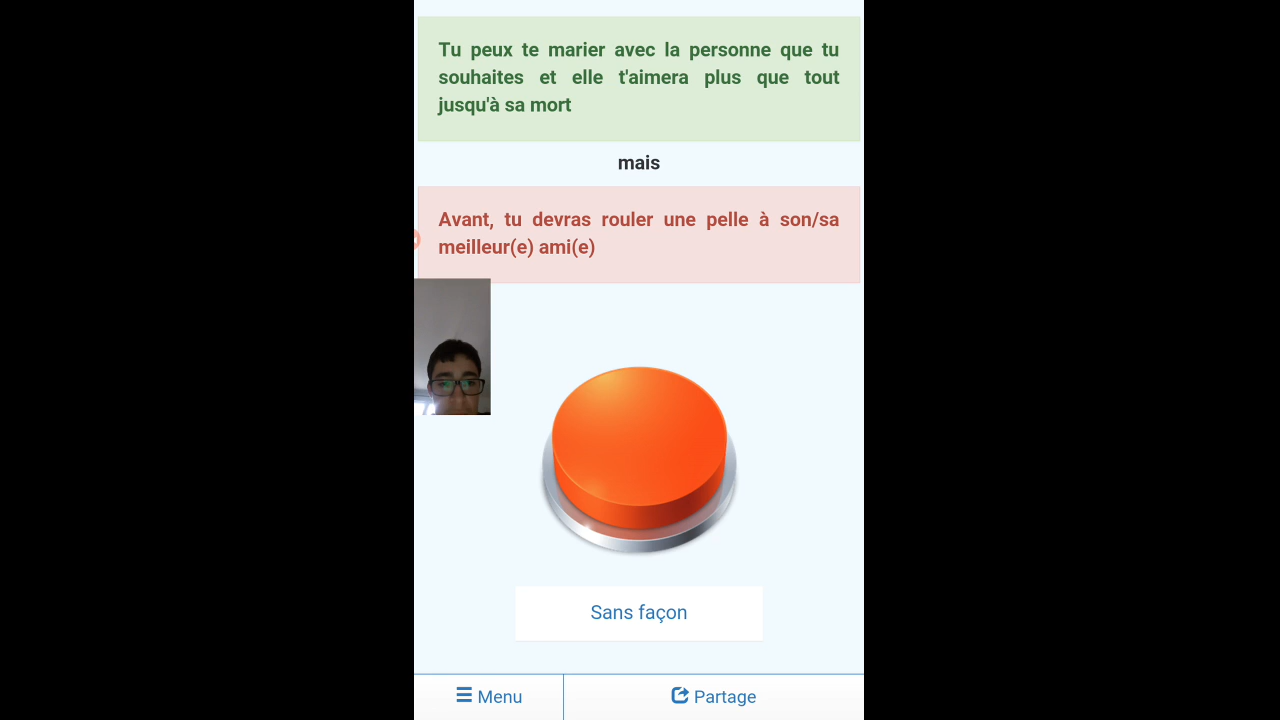 Tu peux te marier avec la personne que tu
souhaites et elle t'aimera plus que tout
jusqu'à sa mort
mais
Avant, tu devras rouler une pelle à son/sa
meilleur(e) ami(e)
Sans façon
Menu
Partage